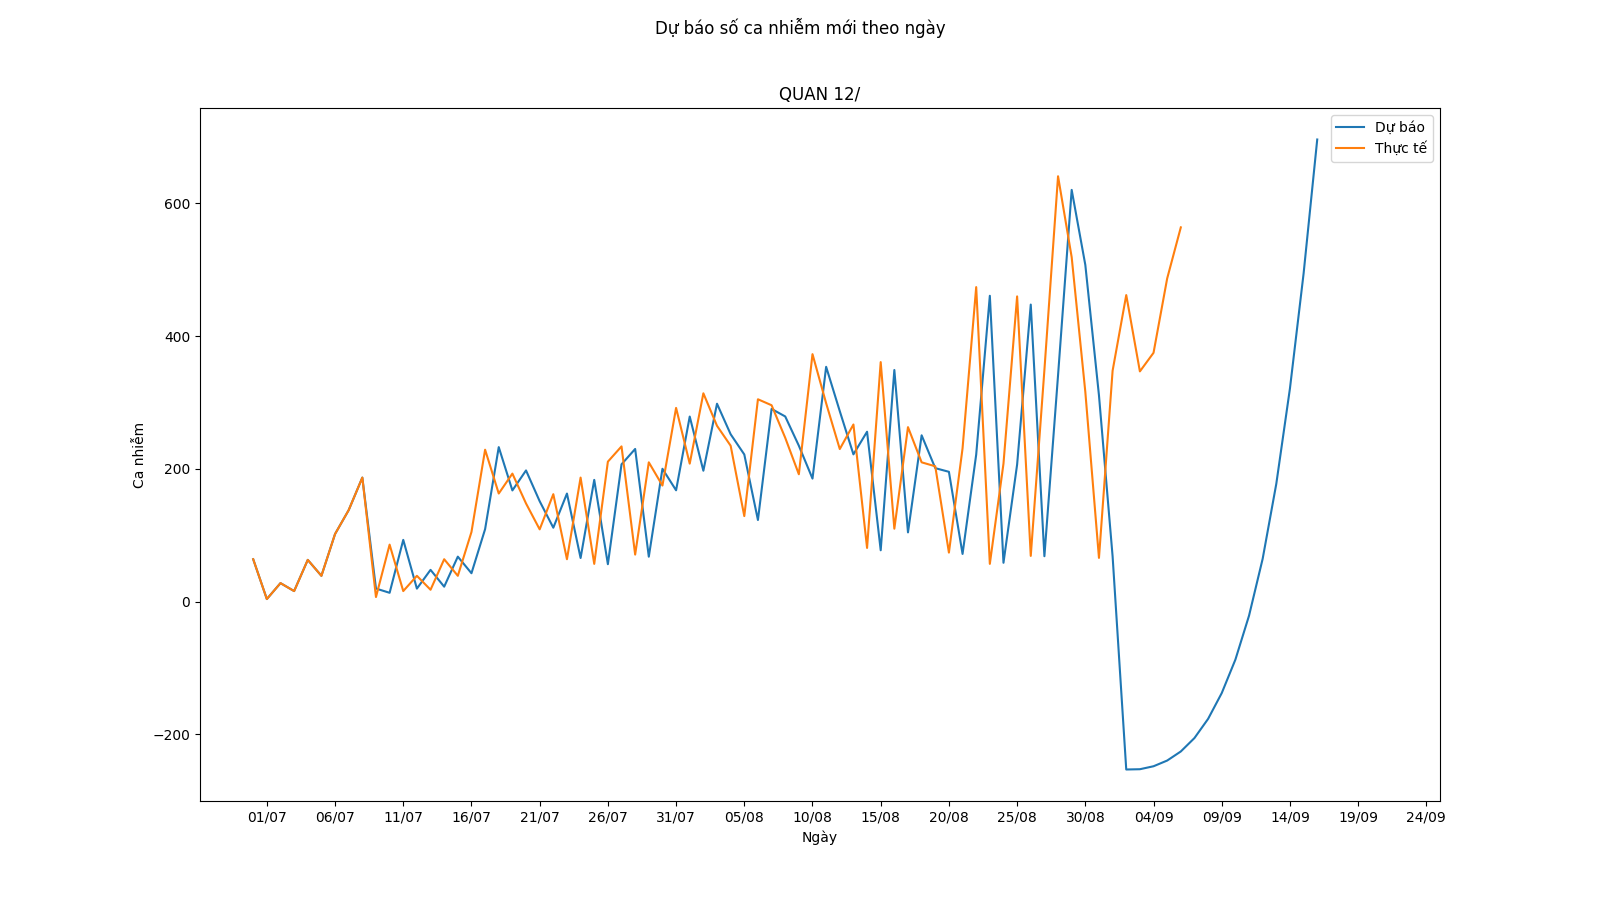 Dự báo số ca nhiễm mới theo ngày
QUAN 12/
Dự báo
Thực tế
600
400
200
0
−200
Ca nhiễm
01/07 06/07 11/07 16/07 21/07 26/07 31/07 05/08 10/08 15/08 20/08 25/08 30/08 04/09 09/09 14/09 19/09 24/09
Ngày